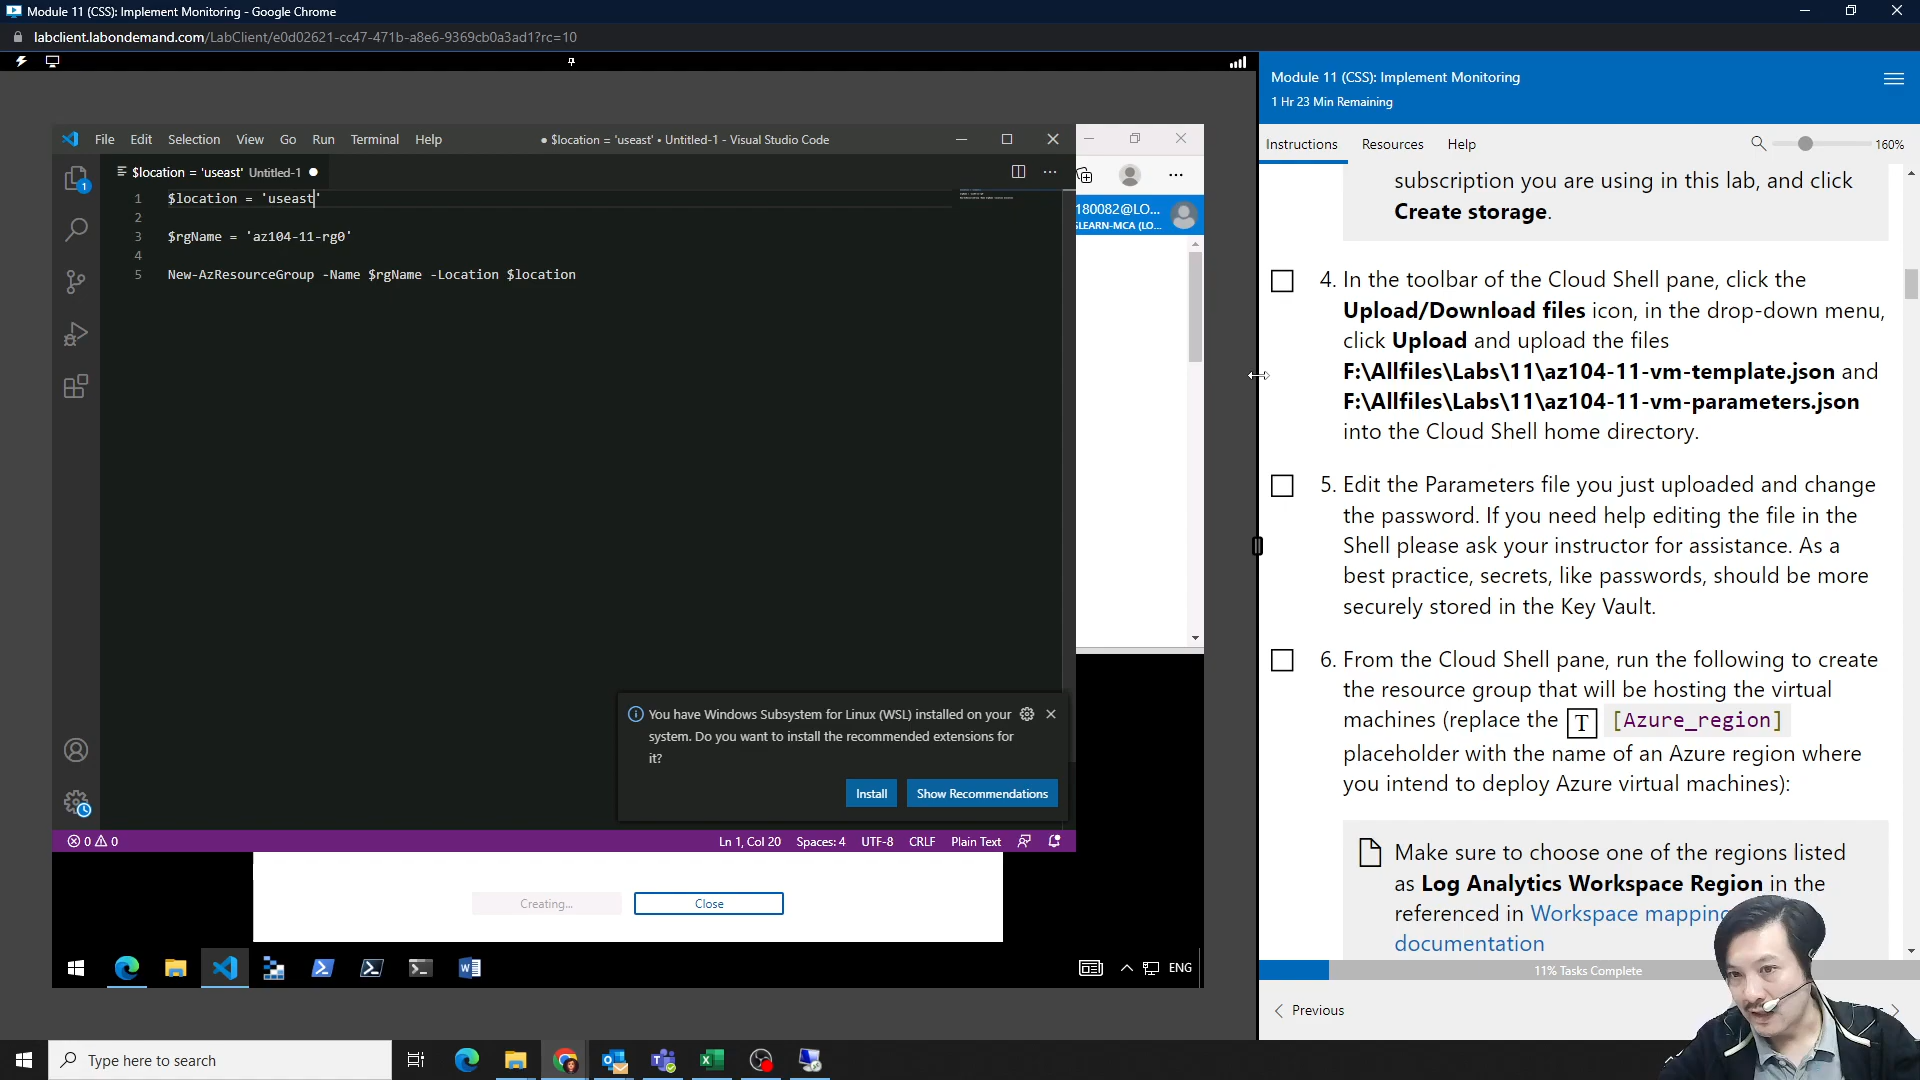 Module 11 (CSS): Implement Monitoring - Google Chrome
labclient.labondemand.com/LabClient/e0d02621-cc47-471b-a8e6-9369cb0a3ad1?rc=10
Module 11 (CSS): Implement Monitoring
1 Hr 23 Min Remaining
Instructions Resources Help 160%
File Edit Selection View Go Run Terminal Help
● $location = 'useast' • Untitled-1 - Visual Studio Code
$location = 'useast' Untitled-1
1 $location = 'useast'
2
3 $rgName = 'az104-11-rg0'
4
5 New-AzResourceGroup -Name $rgName -Location $location
1
180082@LO...
SLEARN-MCA (LO...
You have Windows Subsystem for Linux (WSL) installed on your
system. Do you want to install the recommended extensions for
it?
Install Show Recommendations
0 0
Ln 1, Col 20 Spaces: 4 UTF-8 CRLF Plain Text
Creating... Close
ENG
subscription you are using in this lab, and click
Create storage.
4. In the toolbar of the Cloud Shell pane, click the
Upload/Download files icon, in the drop-down menu,
click Upload and upload the files
F:\Allfiles\Labs\11\az104-11-vm-template.json and
F:\Allfiles\Labs\11\az104-11-vm-parameters.json
into the Cloud Shell home directory.
5. Edit the Parameters file you just uploaded and change
the password. If you need help editing the file in the
Shell please ask your instructor for assistance. As a
best practice, secrets, like passwords, should be more
securely stored in the Key Vault.
6. From the Cloud Shell pane, run the following to create
the resource group that will be hosting the virtual
machines (replace the T [Azure_region]
placeholder with the name of an Azure region where
you intend to deploy Azure virtual machines):
Make sure to choose one of the regions listed
as Log Analytics Workspace Region in the
referenced in Workspace mapping
documentation
11% Tasks Complete
Previous
Type here to search